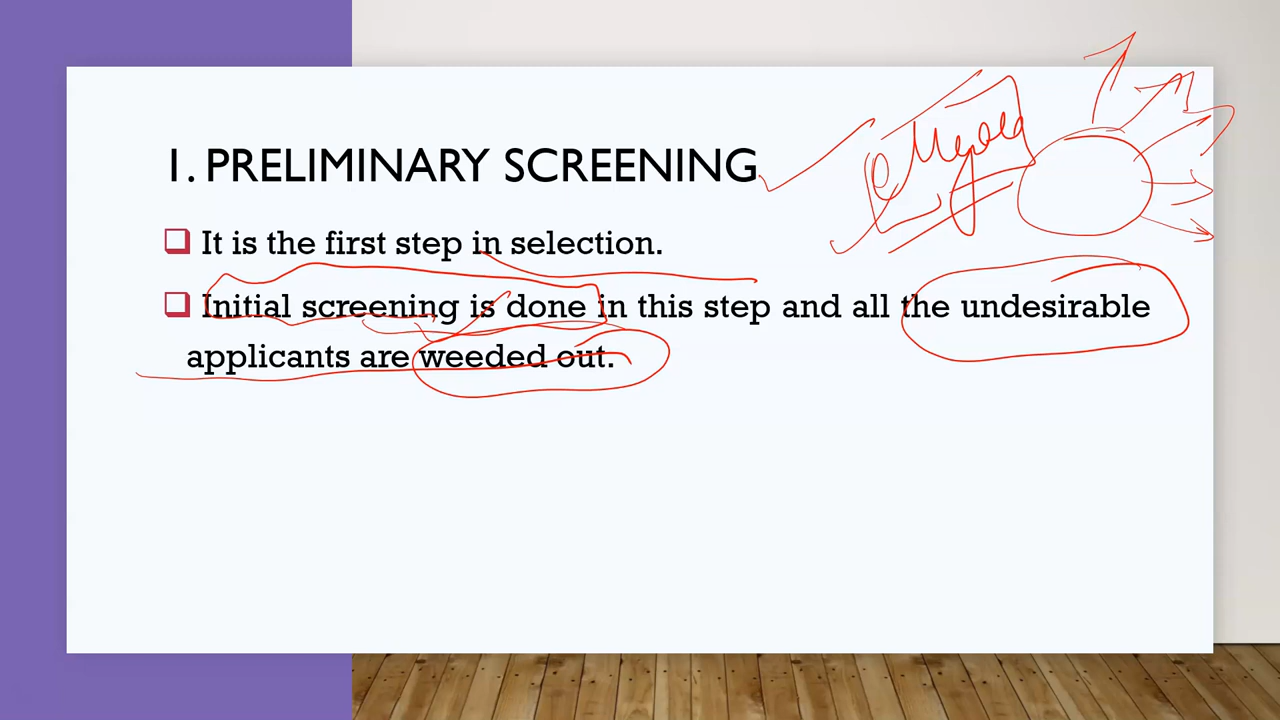 1. PRELIMINARY SCREENING
It is the first step in selection.
Initial screening is done in this step and all the undesirable
applicants are weeded out.